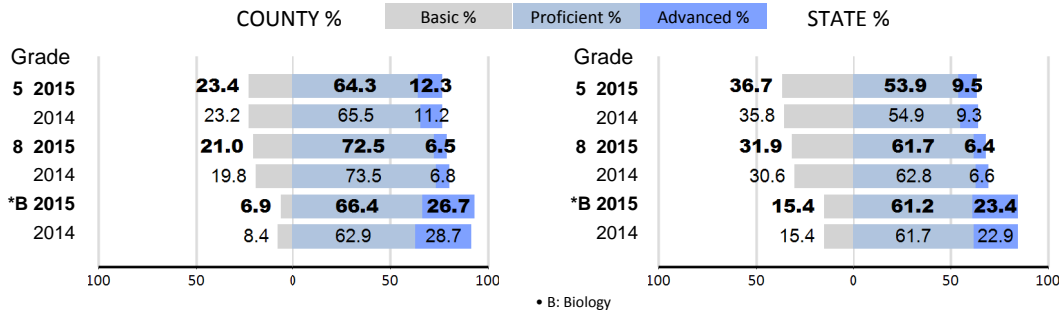 COUNTY % Basic % Proficient % Advanced % STATE %
Grade Grade
5 2015 23.4 64.3 12.3 5 2015 36.7 53.9 9.5
2014 23.2 65.5 11.2 2014 35.8 54.9 9.3
8 2015 21.0 72.5 6.5 8 2015 31.9 61.7 6.4
2014 19.8 73.5 6.8 2014 30.6 62.8 6.6
*B 2015 6.9 66.4 26.7 *B 2015 15.4 61.2 23.4
2014 8.4 62.9 28.7 2014 15.4 61.7 22.9
100 50 0 50 100 100 50 0 50 100
• B: Biology